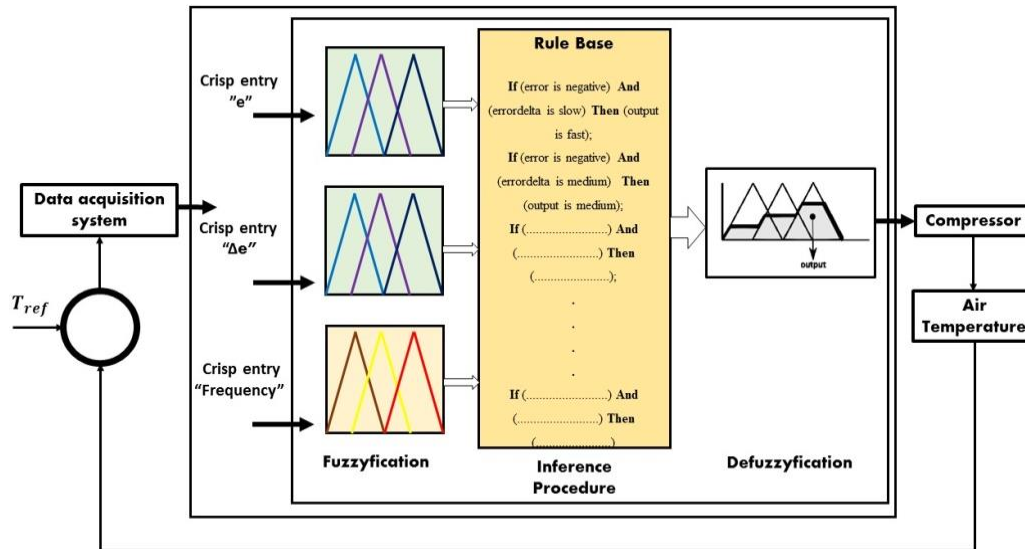 Crisp entry
"e"
Data acquisition
system
Crisp entry
"Δe"
T_ref
Crisp entry
"Frequency"
Fuzzyfication
Rule Base
If (error is negative) And
(errordelta is slow) Then (output
is fast);
If (error is negative) And
(errordelta is medium) Then
(output is medium);
If (.......................) And
(........................) Then
(......................);
.
.
.
.
If (.......................) And
(........................) Then
(......................)
Inference
Procedure
output
Defuzzyfication
Compressor
Air
Temperature